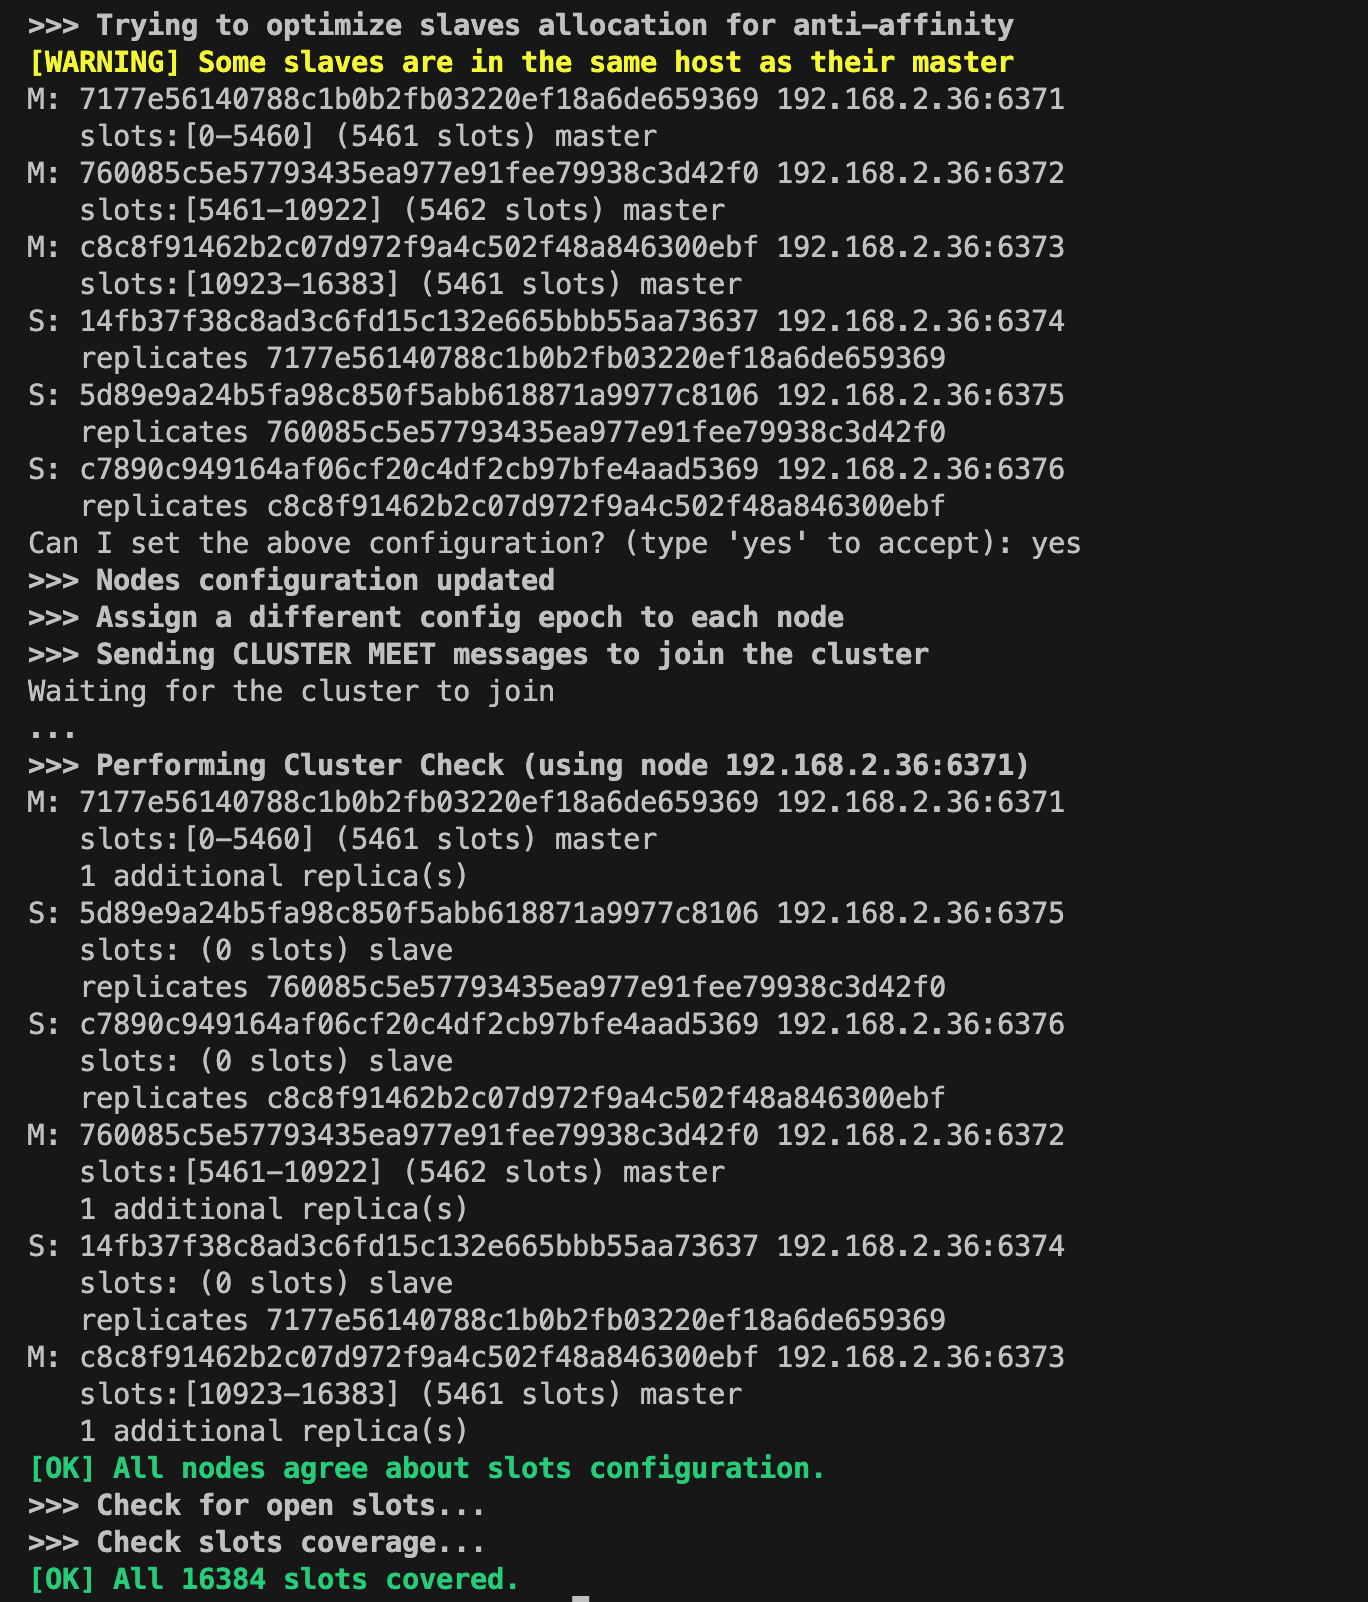 >>> Trying to optimize slaves allocation for anti-affinity
[WARNING] Some slaves are in the same host as their master
M: 7177e56140788c1b0b2fb03220ef18a6de659369 192.168.2.36:6371
   slots:[0-5460] (5461 slots) master
M: 760085c5e57793435ea977e91fee79938c3d42f0 192.168.2.36:6372
   slots:[5461-10922] (5462 slots) master
M: c8c8f91462b2c07d972f9a4c502f48a846300ebf 192.168.2.36:6373
   slots:[10923-16383] (5461 slots) master
S: 14fb37f38c8ad3c6fd15c132e665bbb55aa73637 192.168.2.36:6374
   replicates 7177e56140788c1b0b2fb03220ef18a6de659369
S: 5d89e9a24b5fa98c850f5abb618871a9977c8106 192.168.2.36:6375
   replicates 760085c5e57793435ea977e91fee79938c3d42f0
S: c7890c949164af06cf20c4df2cb97bfe4aad5369 192.168.2.36:6376
   replicates c8c8f91462b2c07d972f9a4c502f48a846300ebf
Can I set the above configuration? (type 'yes' to accept): yes
>>> Nodes configuration updated
>>> Assign a different config epoch to each node
>>> Sending CLUSTER MEET messages to join the cluster
Waiting for the cluster to join
...
>>> Performing Cluster Check (using node 192.168.2.36:6371)
M: 7177e56140788c1b0b2fb03220ef18a6de659369 192.168.2.36:6371
   slots:[0-5460] (5461 slots) master
   1 additional replica(s)
S: 5d89e9a24b5fa98c850f5abb618871a9977c8106 192.168.2.36:6375
   slots: (0 slots) slave
   replicates 760085c5e57793435ea977e91fee79938c3d42f0
S: c7890c949164af06cf20c4df2cb97bfe4aad5369 192.168.2.36:6376
   slots: (0 slots) slave
   replicates c8c8f91462b2c07d972f9a4c502f48a846300ebf
M: 760085c5e57793435ea977e91fee79938c3d42f0 192.168.2.36:6372
   slots:[5461-10922] (5462 slots) master
   1 additional replica(s)
S: 14fb37f38c8ad3c6fd15c132e665bbb55aa73637 192.168.2.36:6374
   slots: (0 slots) slave
   replicates 7177e56140788c1b0b2fb03220ef18a6de659369
M: c8c8f91462b2c07d972f9a4c502f48a846300ebf 192.168.2.36:6373
   slots:[10923-16383] (5461 slots) master
   1 additional replica(s)
[OK] All nodes agree about slots configuration.
>>> Check for open slots...
>>> Check slots coverage...
[OK] All 16384 slots covered.